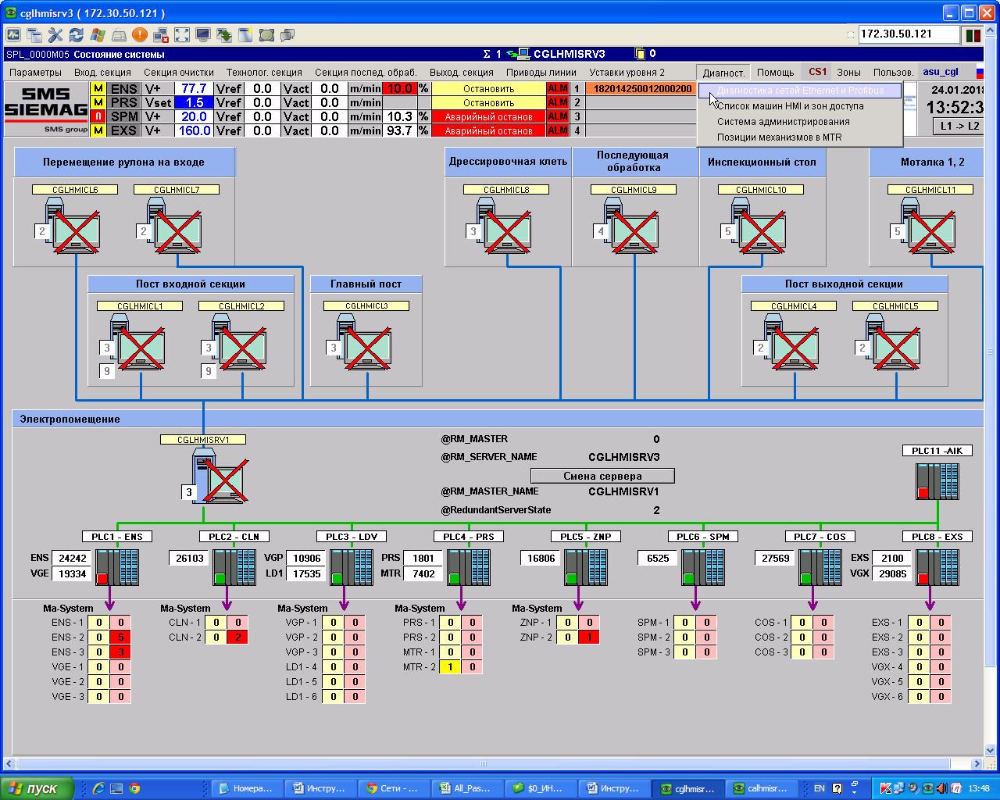 cglhmisrv3 ( 172.30.50.121 )
172.30.50.121
SPL_0000M05 Состояние системы Σ 1 CGLHMISRV3 0
Параметры Вход. секция Секция очистки Технолог. секция Секция послед. обраб. Выход. секция Приводы линии Уставки уровня 2 Диагност. Помощь CS1 Зоны Пользов. asu_cgl
SMS SIEMAG
SMS group
M ENS V+ 77.7 Vref 0.0 Vact 0.0 m/min 10.0 % Остановить ALM 1 182014250012000200
M PRS Vset 1.5 Vref 0.0 Vact 0.0 m/min Остановить ALM 2
SPM V+ 20.0 Vref 0.0 Vact 0.0 m/min 10.3 % Аварийный останов ALM 3
M EXS V+ 160.0 Vref 0.0 Vact 0.0 m/min 93.7 % Аварийный останов ALM 4
24.01.2018
13:52:3
L1 -> L2
Диагностика сетей Ethernet и Profibus
Список машин HMI и зон доступа
Система администрирования
Позиции механизмов в MTR
Перемещение рулона на входе
CGLHMICL6 CGLHMICL7
2 2
Дрессировочная клеть
CGLHMICL8
3
Последующая обработка
CGLHMICL9
4
Инспекционный стол
CGLHMICL10
5
Моталка 1, 2
CGLHMICL11
5
Пост входной секции
CGLHMICL1 CGLHMICL2
3 3
9 9
Главный пост
CGLHMICL3
3
Пост выходной секции
CGLHMICL4 CGLHMICL5
2 2
Электропомещение
CGLHMISRV1
3
@RM_MASTER 0
@RM_SERVER_NAME CGLHMISRV3
Смена сервера
@RM_MASTER_NAME CGLHMISRV1
@RedundantServerState 2
PLC11 -AIK
PLC1 - ENS PLC2 - CLN PLC3 - LDV PLC4 - PRS PLC5 - ZNP PLC6 - SPM PLC7 - COS PLC8 - EXS
ENS 24242 26103 VGP 10906 PRS 1801 16806 6525 27569 EXS 2100
VGE 19334 LD1 17535 MTR 7402 VGX 29085
Ma-System Ma-System Ma-System Ma-System Ma-System
ENS - 1 0 0 CLN - 1 0 0 VGP - 1 0 0 PRS - 1 0 0 ZNP - 1 0 0 SPM - 1 0 0 COS - 1 0 0 EXS - 1 0 0
ENS - 2 0 5 CLN - 2 0 2 VGP - 2 0 0 PRS - 2 0 0 ZNP - 2 0 1 SPM - 2 0 0 COS - 2 0 0 EXS - 2 0 0
ENS - 3 0 3 VGP - 3 0 0 MTR - 1 0 0 SPM - 3 0 0 COS - 3 0 0 EXS - 3 0 0
VGE - 1 0 0 LD1 - 4 0 0 MTR - 2 1 0 VGX - 4 0 0
VGE - 2 0 0 LD1 - 5 0 0 VGX - 5 0 0
VGE - 3 0 0 LD1 - 6 0 0 VGX - 6 0 0
пуск Номера... Инстру... Сети - ... All_Pas... $0_ИН... Инстру... cglhmisr... calhmisr... EN 13:48